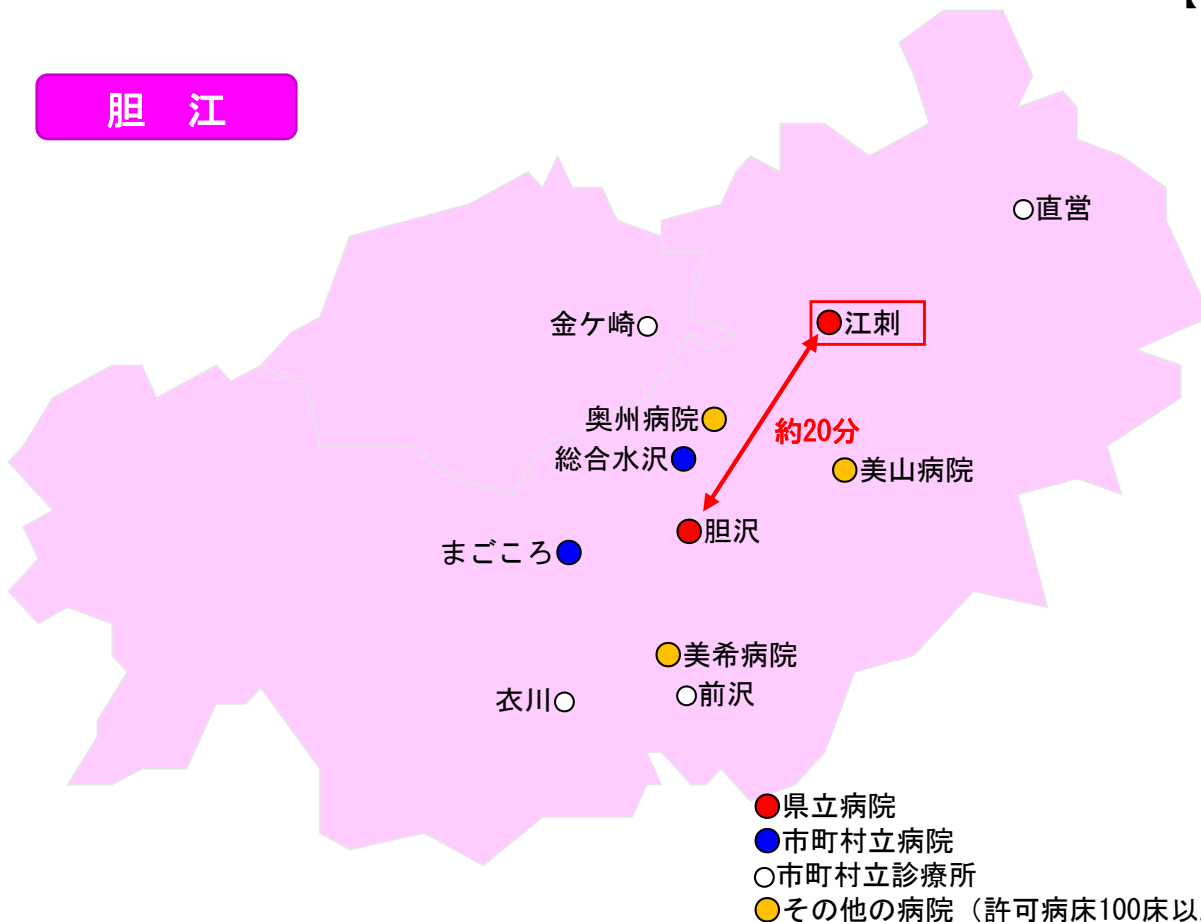 【
胆 江
直営
金ケ崎
江刺
奥州病院
約20分
総合水沢
美山病院
胆沢
まごころ
美希病院
前沢
衣川
県立病院
市町村立病院
市町村立診療所
その他の病院（許可病床100床以